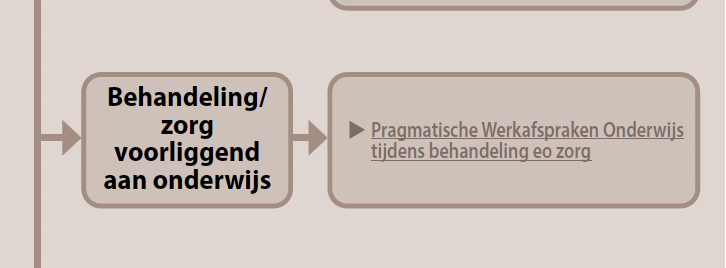 Behandeling/
zorg
voorliggend
aan onderwijs
Pragmatische Werkafspraken Onderwijs
tijdens behandeling eo zorg